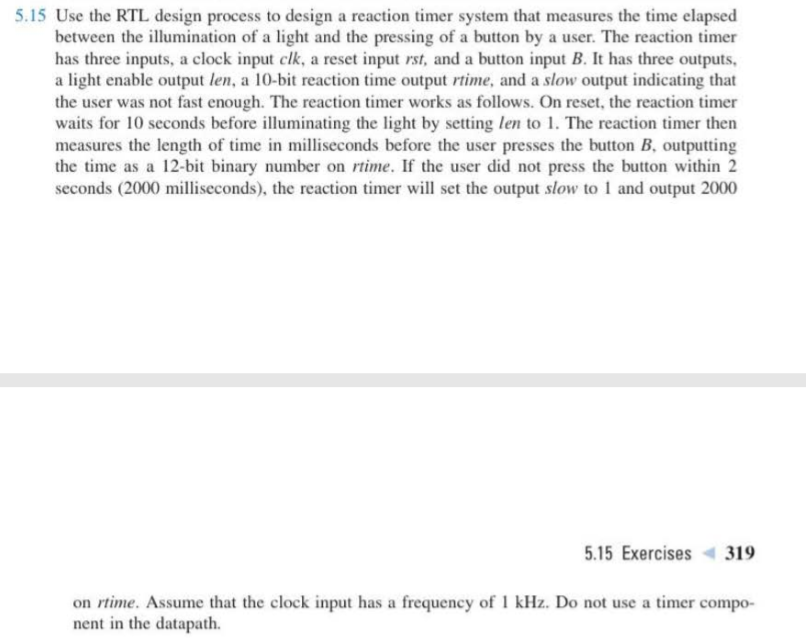 5.15 Use the RTL design process to design a reaction timer system that measures the time elapsed
between the illumination of a light and the pressing of a button by a user. The reaction timer
has three inputs, a clock input clk, a reset input rst, and a button input B. It has three outputs,
a light enable output len, a 10-bit reaction time output rtime, and a slow output indicating that
the user was not fast enough. The reaction timer works as follows. On reset, the reaction timer
waits for 10 seconds before illuminating the light by setting len to 1. The reaction timer then
measures the length of time in milliseconds before the user presses the button B, outputting
the time as a 12-bit binary number on rtime. If the user did not press the button within 2
seconds (2000 milliseconds), the reaction timer will set the output slow to 1 and output 2000
5.15 Exercises ◄ 319
on rtime. Assume that the clock input has a frequency of 1 kHz. Do not use a timer compo-
nent in the datapath.